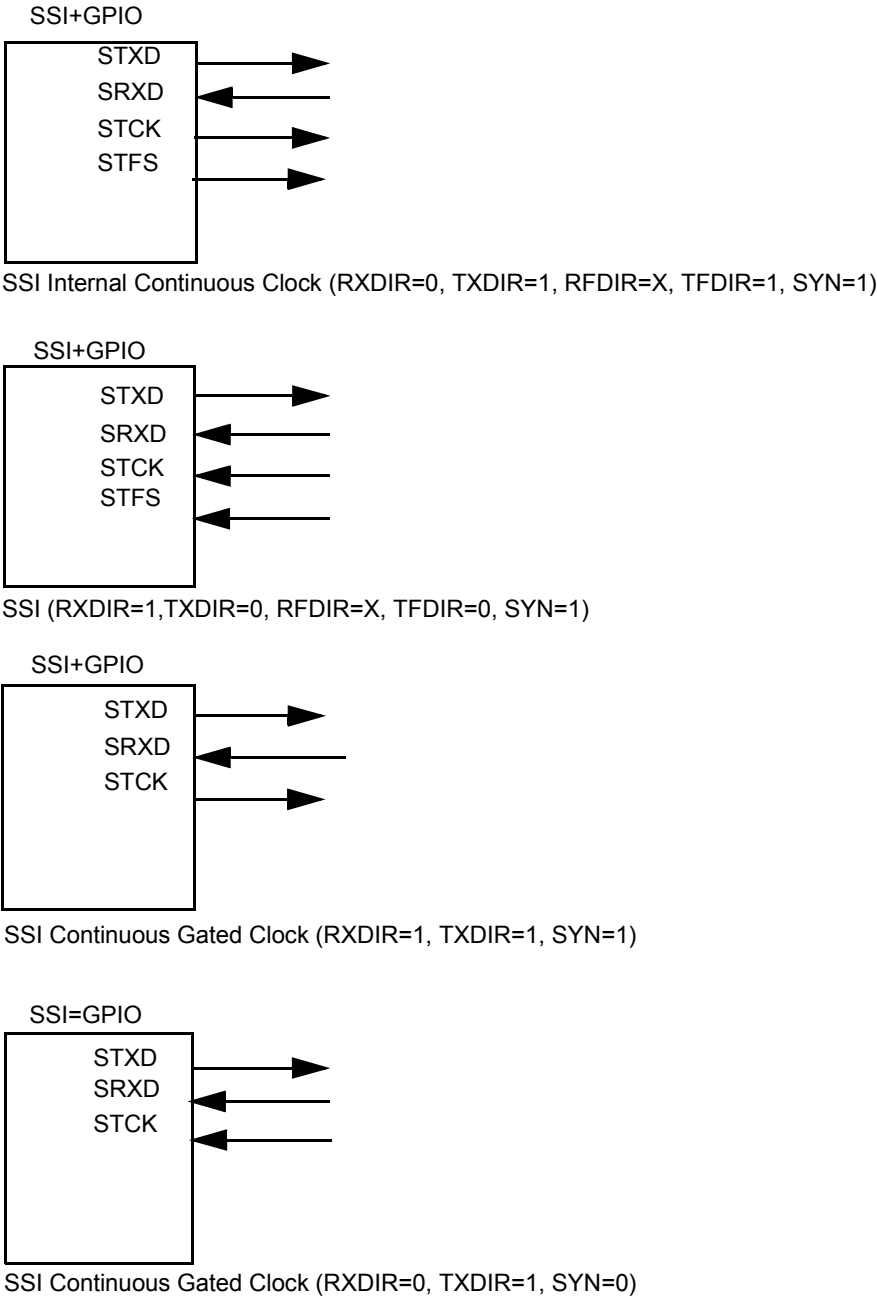 SSI+GPIO
STXD
SRXD
STCK
STFS
SSI Internal Continuous Clock (RXDIR=0, TXDIR=1, RFDIR=X, TFDIR=1, SYN=1)
SSI+GPIO
STXD
SRXD
STCK
STFS
SSI (RXDIR=1,TXDIR=0, RFDIR=X, TFDIR=0, SYN=1)
SSI+GPIO
STXD
SRXD
STCK
SSI Continuous Gated Clock (RXDIR=1, TXDIR=1, SYN=1)
SSI=GPIO
STXD
SRXD
STCK
SSI Continuous Gated Clock (RXDIR=0, TXDIR=1, SYN=0)